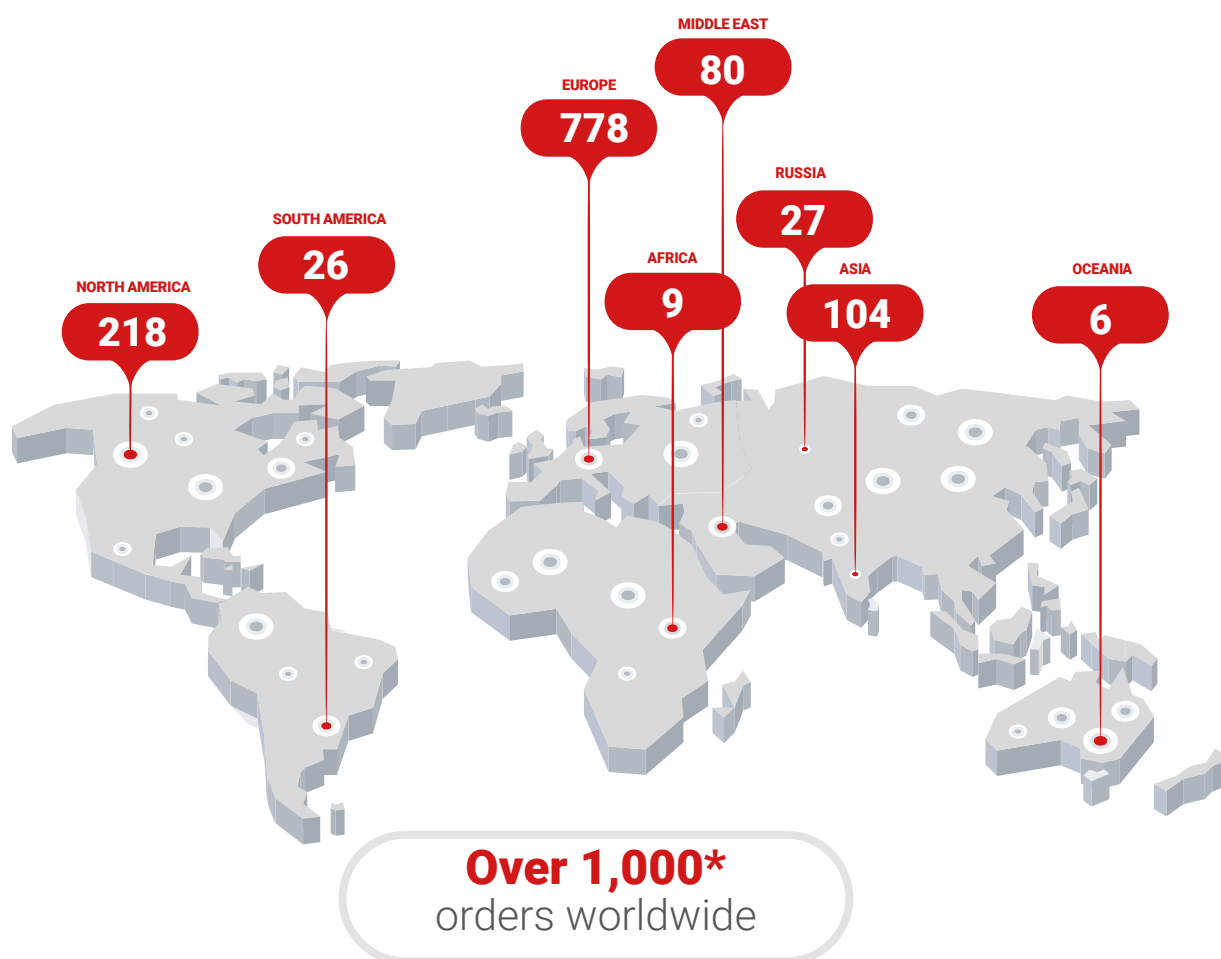 MIDDLE EAST
80
EUROPE
778
RUSSIA
27
SOUTH AMERICA
26
AFRICA
9
ASIA
104
OCEANIA
6
NORTH AMERICA
218
Over 1,000*
orders worldwide